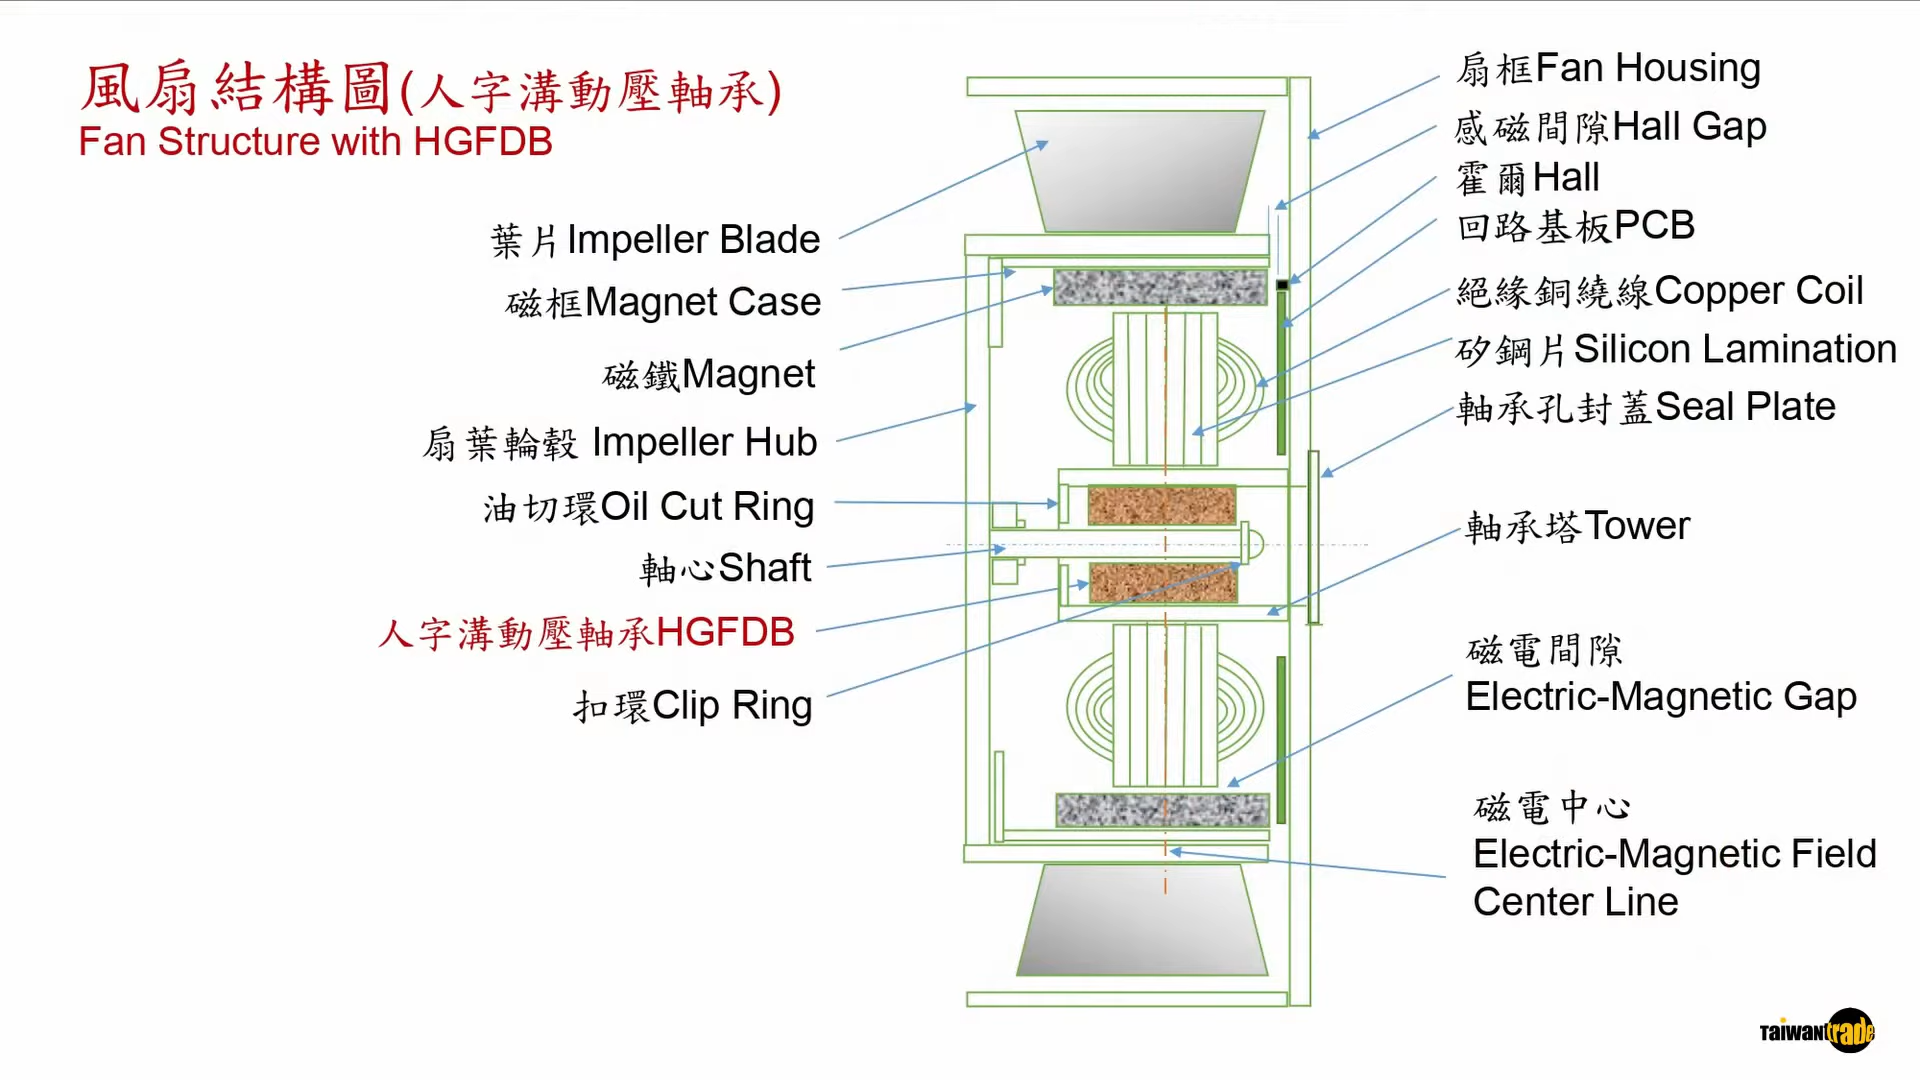 風扇結構圖(人字溝動壓軸承)
Fan Structure with HGFDB
葉片Impeller Blade
磁框Magnet Case
磁鐵Magnet
扇葉輪轂 Impeller Hub
油切環Oil Cut Ring
軸心Shaft
人字溝動壓軸承HGFDB
扣環Clip Ring
扇框Fan Housing
感磁間隙Hall Gap
霍爾Hall
回路基板PCB
絕緣銅繞線Copper Coil
矽鋼片Silicon Lamination
軸承孔封蓋Seal Plate
軸承塔Tower
磁電間隙
Electric-Magnetic Gap
磁電中心
Electric-Magnetic Field
Center Line
Taiwantrade